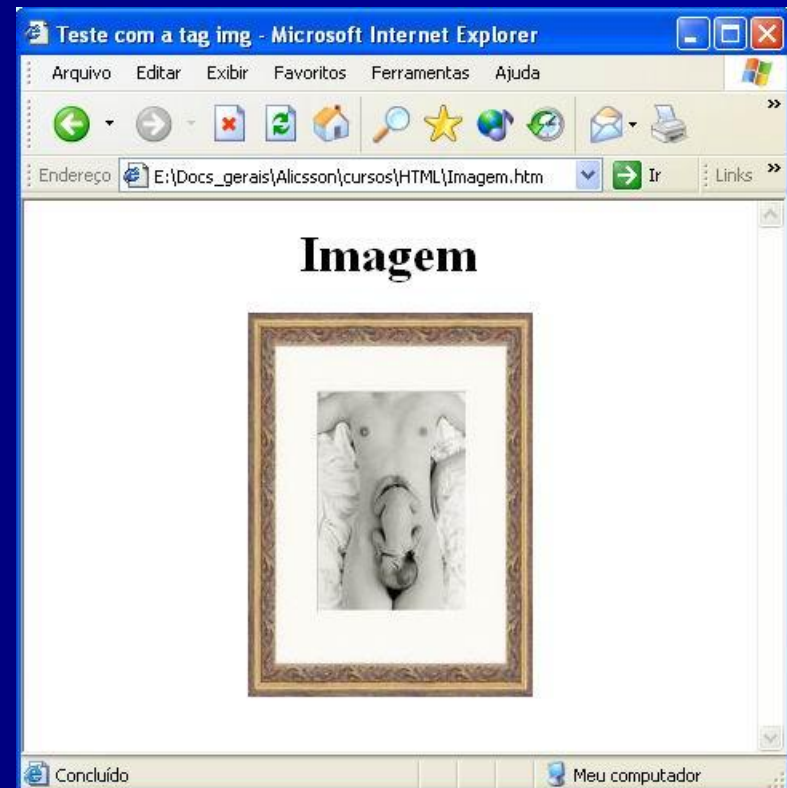 Teste com a tag img - Microsoft Internet Explorer
Arquivo Editar Exibir Favoritos Ferramentas Ajuda
Endereço E:\Docs_gerais\Alicsson\cursos\HTML\Imagem.htm Ir Links
Imagem
Concluído Meu computador